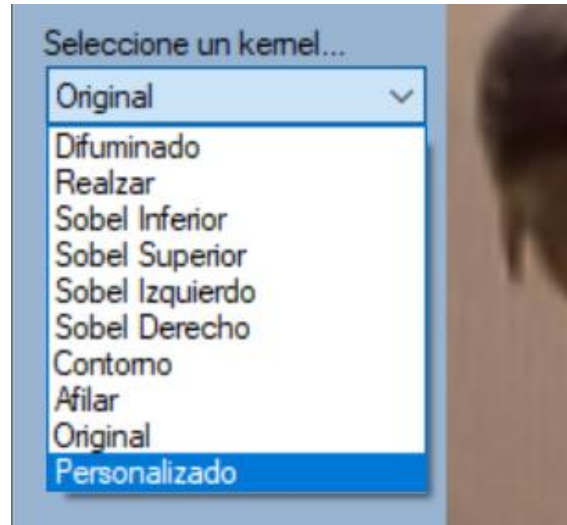 Seleccione un kernel...
Original
Difuminado
Realzar
Sobel Inferior
Sobel Superior
Sobel Izquierdo
Sobel Derecho
Contorno
Afilar
Original
Personalizado